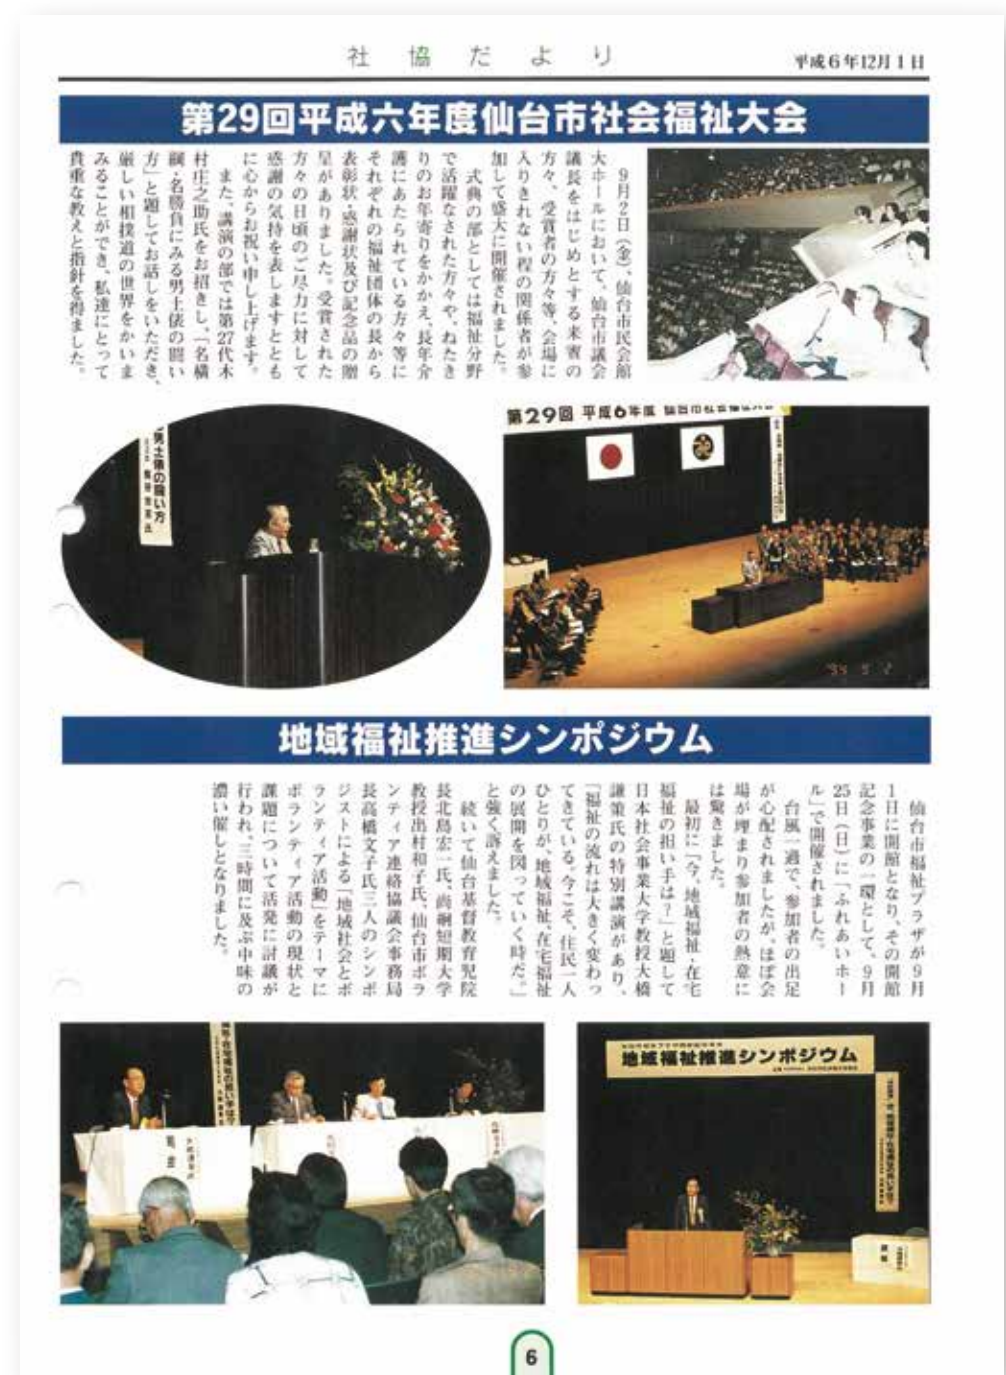 社協だより
平成6年12月1日
第29回平成六年度仙台市社会福祉大会
9月2日(金)、仙台市民会館
大ホールにおいて、仙台市市議会
議長をはじめとする来賓の
方々、受賞者の方々等、会場に
入りきれない程の関係者が参
加して盛大に開催されました。
式典の部としては福祉分野
で活躍なされた方々や、ねたき
りのお年寄りをかかえ、長年介
護にあたられている方々等に
それぞれの福祉団体の長から
表彰状・感謝状及び記念品の贈
呈がありました。受賞された
方々の日頃のご尽力に対して
感謝の気持を表しますととも
に心からお祝い申し上げます。
また、講演の部では第27代木
村庄之助氏をお招きし、「名横
綱・名勝負にみる男土俵の闘い
方」と題してお話しをいただき、
厳しい相撲道の世界をかいま
みることができ、私達にとって
貴重な教えと指針を得ました。
男土俵の闘い方
第29回 平成6年度 仙台市社会福祉大会
'94 9 2
地域福祉推進シンポジウム
仙台市福祉プラザが9月
1日に開館となり、その開館
記念事業の一環として、9月
25日(日)に「ふれあいホー
ル」で開催されました。
台風一過で、参加者の出足
が心配されましたが、ほぼ会
場が埋まり参加者の熱意に
は驚きました。
最初に「今、地域福祉・在宅
福祉の担い手は?」と題して
日本社会事業大学教授大橋
謙策氏の特別講演があり、
「福祉の流れは大きく変わっ
てきている。今こそ、住民一人
ひとりが、地域福祉、在宅福祉
の展開を図っていく時だ。」
と強く訴えました。
続いて仙台基督教育児院
長北島宏一氏、尚絅短期大学
教授出村和子氏、仙台市ボラ
ンティア連絡協議会事務局
長高橋文子氏三人のシンポ
ジストによる「地域社会とボ
ランティア活動」をテーマに
ボランティア活動の現状と
課題について活発に討議が
行われ、三時間に及ぶ中味の
濃い催しとなりました。
福祉・在宅福祉の担い手は?
地域福祉推進シンポジウム
6